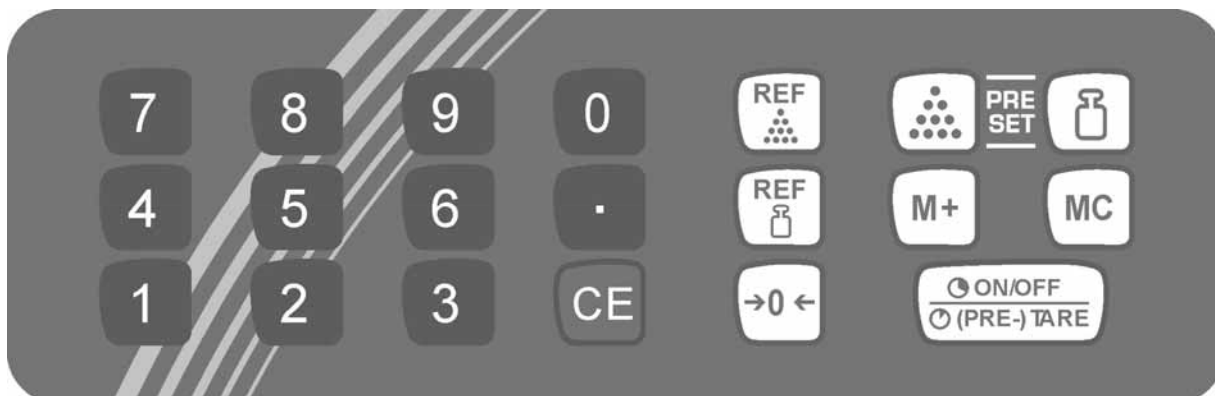 7 8 9 0 REF PRE
SET
4 5 6 . REF M+ MC
1 2 3 CE →0← ON/OFF
(PRE-) TARE